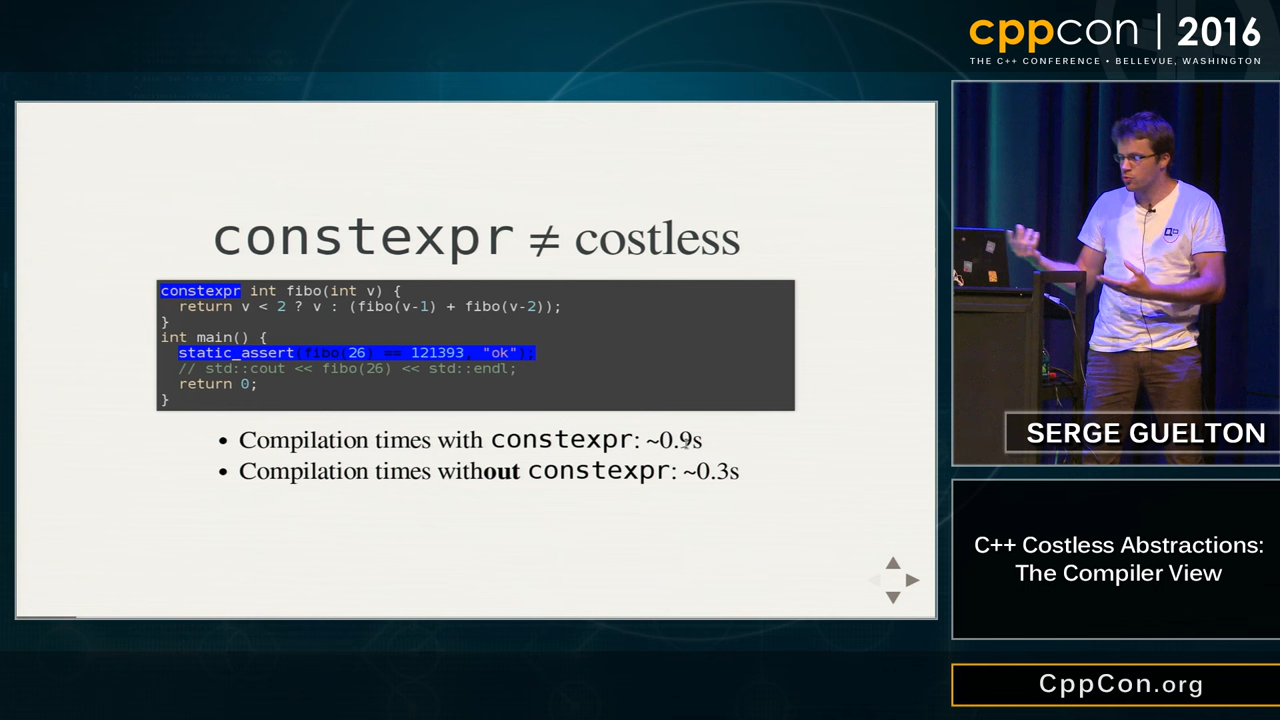 cppcon | 2016
THE C++ CONFERENCE • BELLEVUE, WASHINGTON
constexpr ≠ costless
constexpr int fibo(int v) {
  return v < 2 ? v : (fibo(v-1) + fibo(v-2));
}
int main() {
  static_assert(fibo(26) == 121393, "ok");
  // std::cout << fibo(26) << std::endl;
  return 0;
}
• Compilation times with constexpr: ~0.9s
• Compilation times without constexpr: ~0.3s
SERGE GUELTON
C++ Costless Abstractions:
The Compiler View
CppCon.org